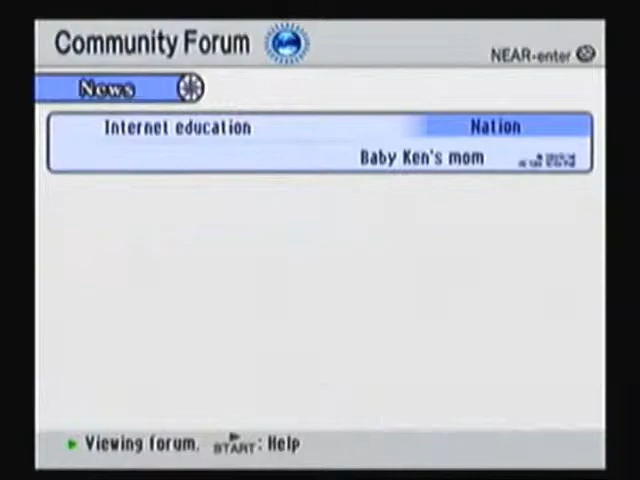 Community Forum
NEAR-enter
News
Internet education
Nation
Baby Ken's mom
Viewing forum. START: Help